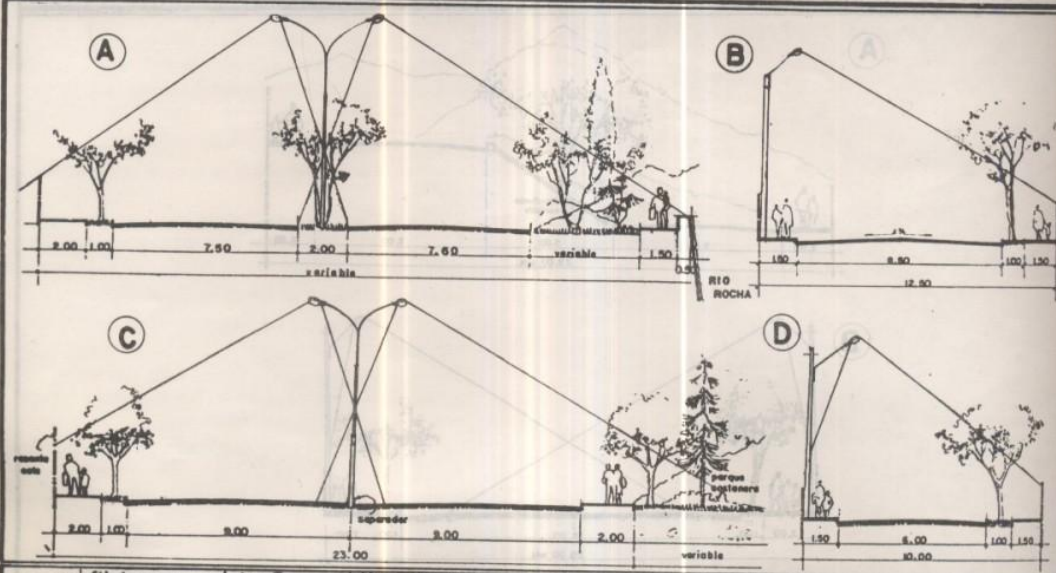 A
2.00 1.00 7.50 2.00 7.60 variable 1.50 0.50
variable
RIO
ROCHA
B
1.50 8.50 1.00 1.50
12.50
C
separador
parque
2.00 1.00 9.00 9.00 2.00
23.00 variable
D
1.50 6.00 1.00 1.50
10.00